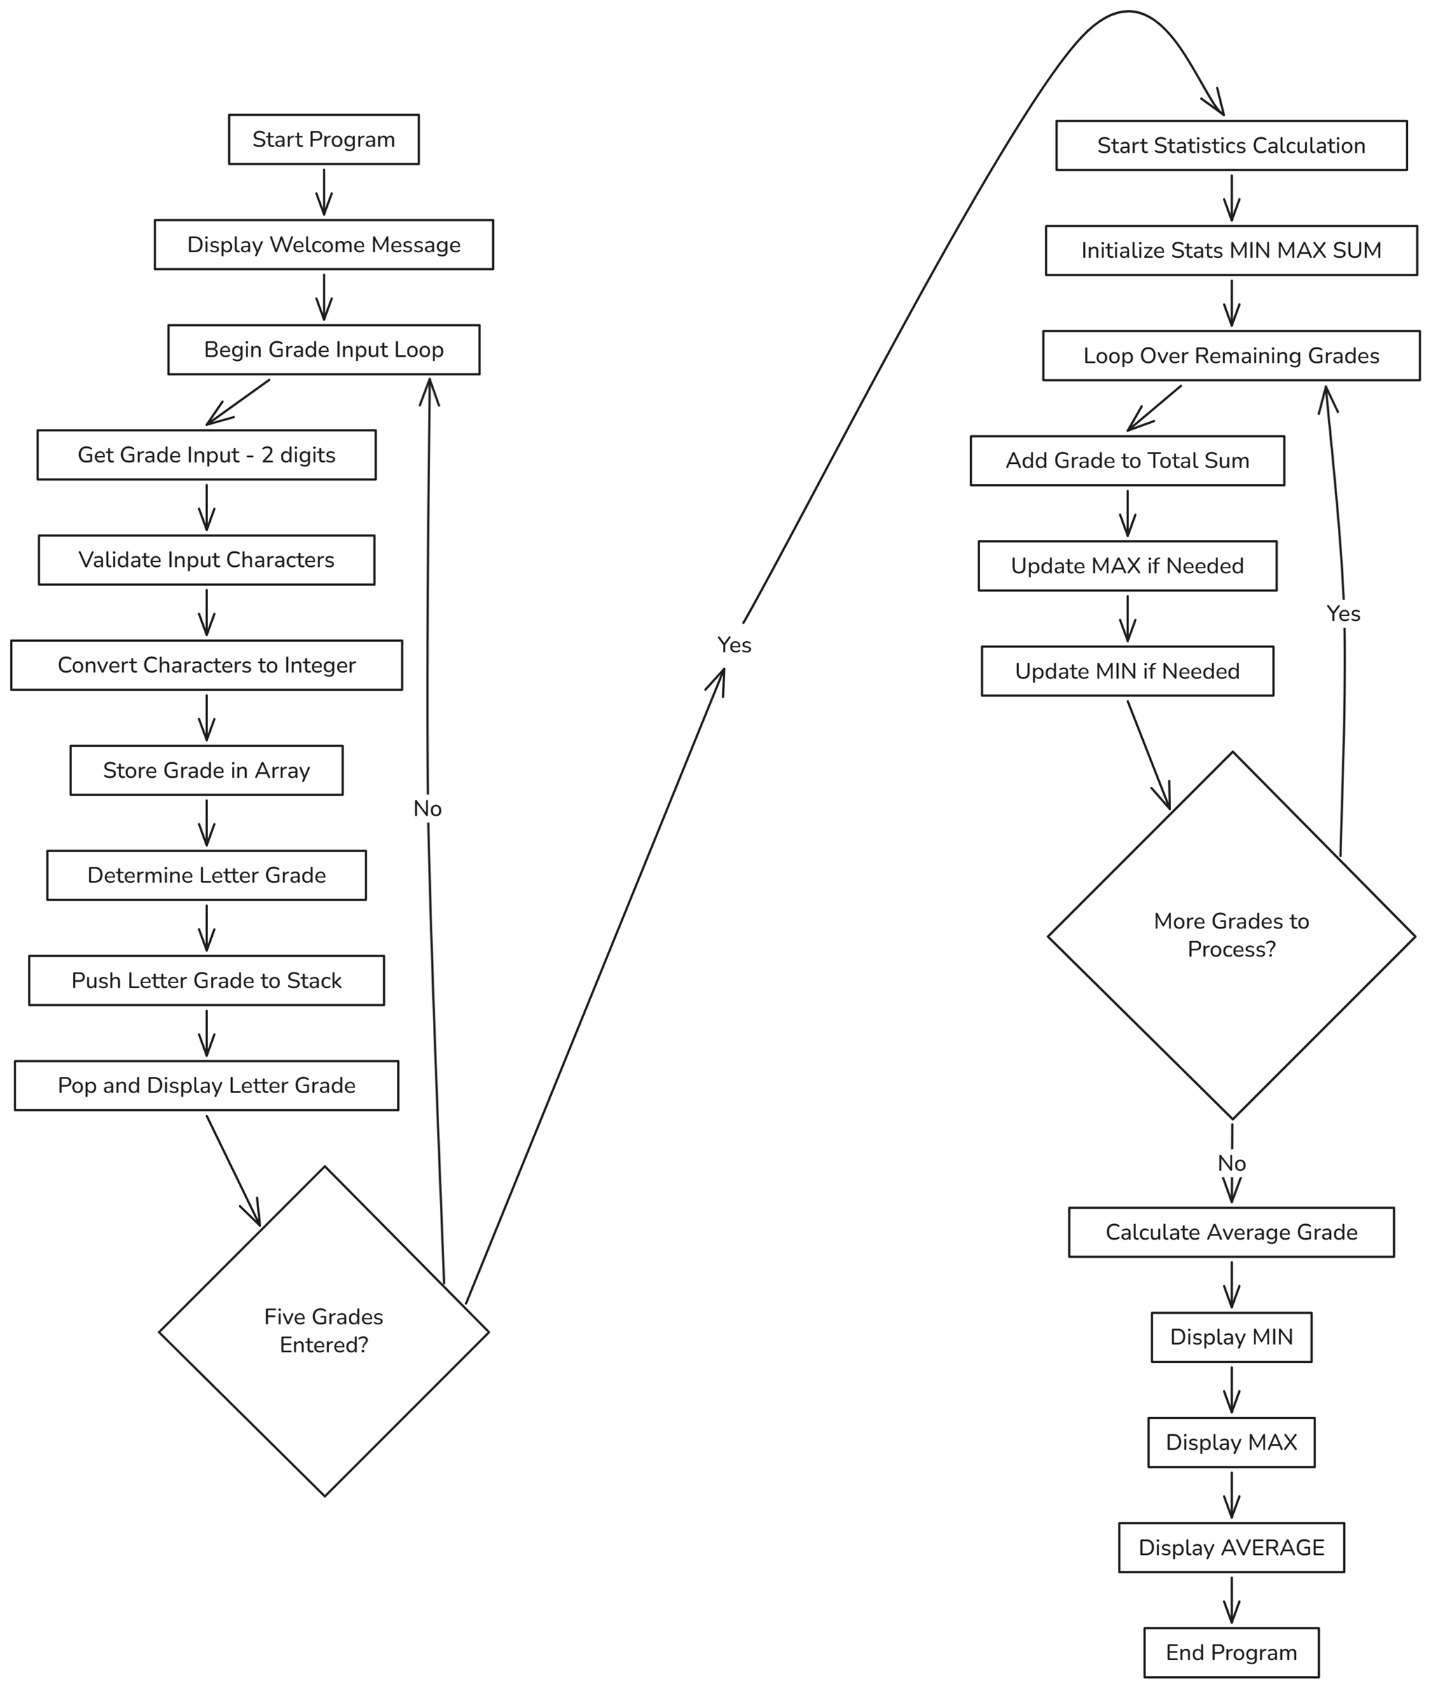 Start Program
Display Welcome Message
Begin Grade Input Loop
Get Grade Input - 2 digits
Validate Input Characters
Convert Characters to Integer
Store Grade in Array
Determine Letter Grade
Push Letter Grade to Stack
Pop and Display Letter Grade
Five Grades
Entered?
No
Yes
Start Statistics Calculation
Initialize Stats MIN MAX SUM
Loop Over Remaining Grades
Add Grade to Total Sum
Update MAX if Needed
Update MIN if Needed
More Grades to
Process?
Yes
No
Calculate Average Grade
Display MIN
Display MAX
Display AVERAGE
End Program